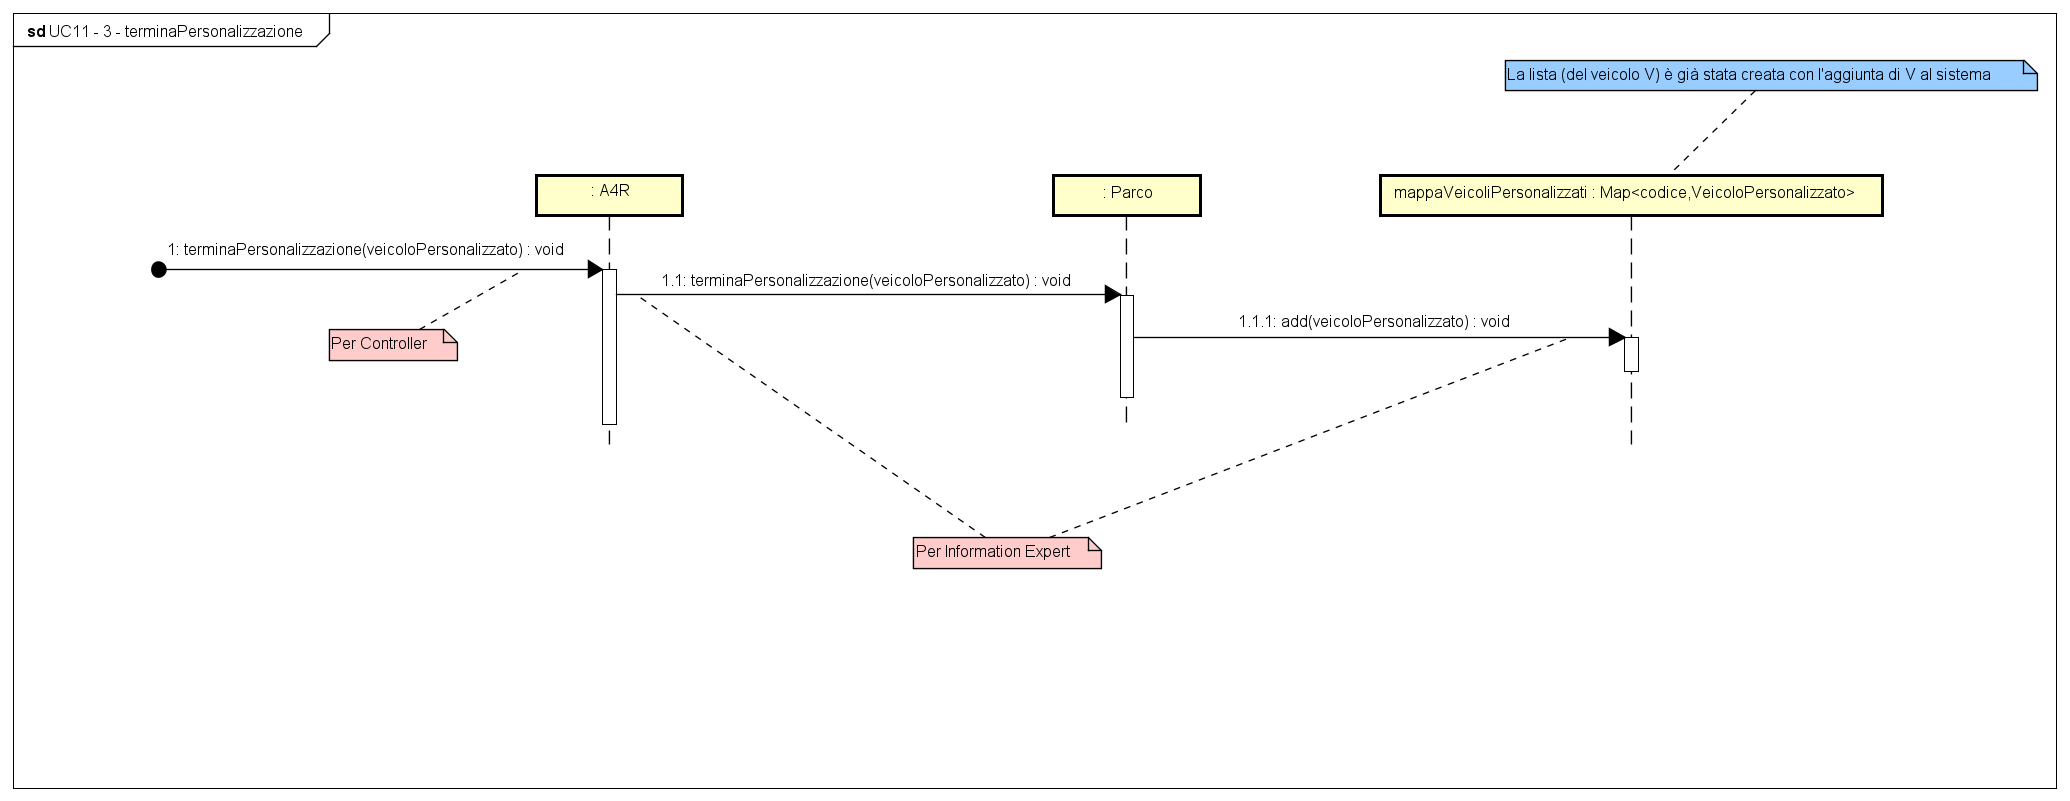 sd UC11 - 3 - terminaPersonalizzazione
La lista (del veicolo V) è già stata creata con l'aggiunta di V al sistema
: A4R
: Parco
mappaVeicoliPersonalizzati : Map<codice,VeicoloPersonalizzato>
1: terminaPersonalizzazione(veicoloPersonalizzato) : void
1.1: terminaPersonalizzazione(veicoloPersonalizzato) : void
1.1.1: add(veicoloPersonalizzato) : void
Per Controller
Per Information Expert